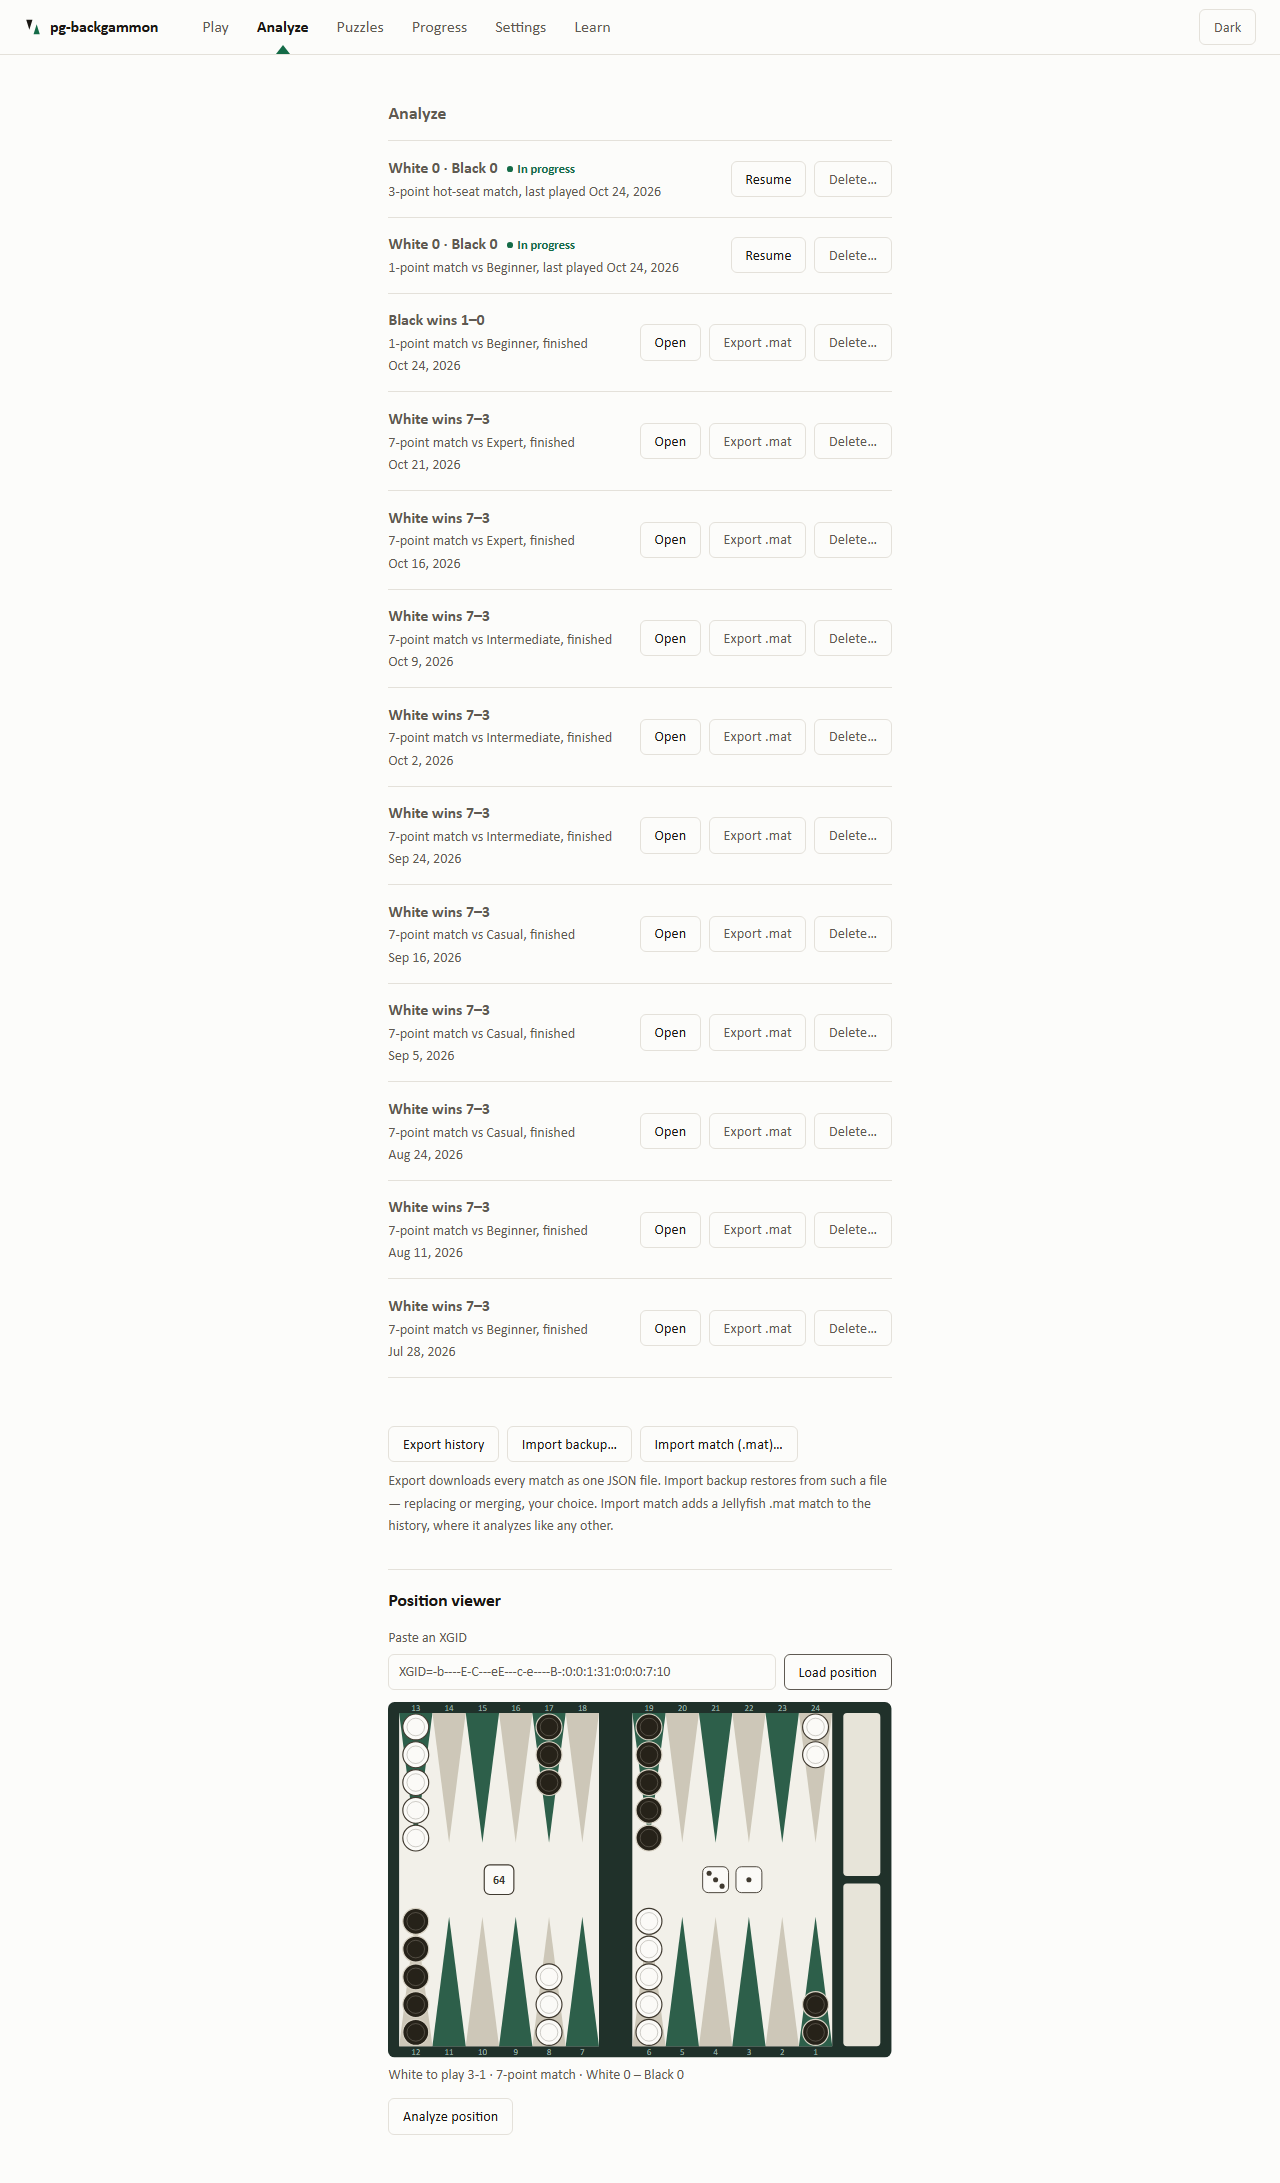 pg-backgammon Play Analyze Puzzles Progress Settings Learn Dark
Analyze
White 0 · Black 0 In progress
3-point hot-seat match, last played Oct 24, 2026
Resume Delete...
White 0 · Black 0 In progress
1-point match vs Beginner, last played Oct 24, 2026
Resume Delete...
Black wins 1–0
1-point match vs Beginner, finished
Oct 24, 2026
Open Export .mat Delete...
White wins 7–3
7-point match vs Expert, finished
Oct 21, 2026
Open Export .mat Delete...
White wins 7–3
7-point match vs Expert, finished
Oct 16, 2026
Open Export .mat Delete...
White wins 7–3
7-point match vs Intermediate, finished
Oct 9, 2026
Open Export .mat Delete...
White wins 7–3
7-point match vs Intermediate, finished
Oct 2, 2026
Open Export .mat Delete...
White wins 7–3
7-point match vs Intermediate, finished
Sep 24, 2026
Open Export .mat Delete...
White wins 7–3
7-point match vs Casual, finished
Sep 16, 2026
Open Export .mat Delete...
White wins 7–3
7-point match vs Casual, finished
Sep 5, 2026
Open Export .mat Delete...
White wins 7–3
7-point match vs Casual, finished
Aug 24, 2026
Open Export .mat Delete...
White wins 7–3
7-point match vs Beginner, finished
Aug 11, 2026
Open Export .mat Delete...
White wins 7–3
7-point match vs Beginner, finished
Jul 28, 2026
Open Export .mat Delete...
Export history Import backup... Import match (.mat)...
Export downloads every match as one JSON file. Import backup restores from such a file
— replacing or merging, your choice. Import match adds a Jellyfish .mat match to the
history, where it analyzes like any other.
Position viewer
Paste an XGID
XGID=-b----E-C---eE---c-e----B-:0:0:1:31:0:0:0:7:10
Load position
13 14 15 16 17 18 19 20 21 22 23 24
64
12 11 10 9 8 7 6 5 4 3 2 1
White to play 3-1 · 7-point match · White 0 – Black 0
Analyze position